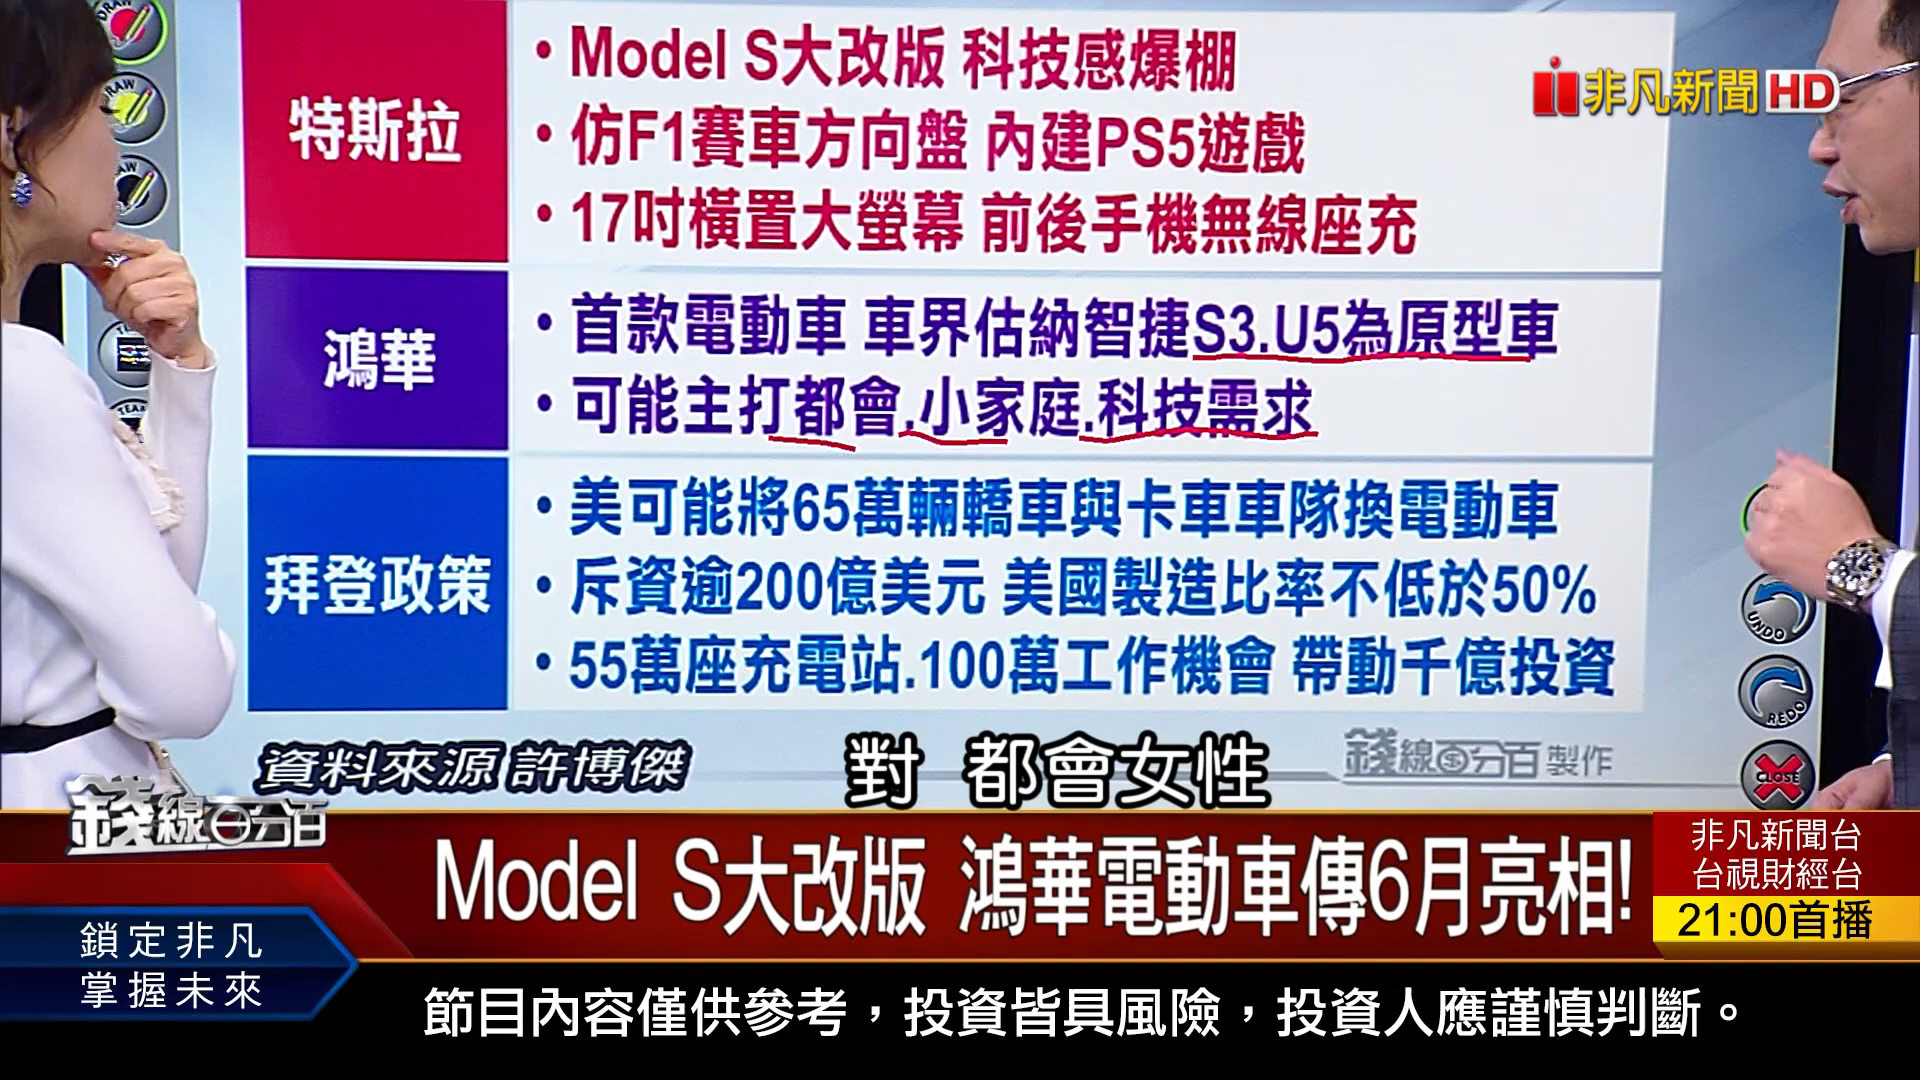 特斯拉
• Model S大改版 科技感爆棚
• 仿F1賽車方向盤 內建PS5遊戲
• 17吋橫置大螢幕 前後手機無線座充
鴻華
• 首款電動車 車界估納智捷S3.U5為原型車
• 可能主打都會.小家庭.科技需求
拜登政策
• 美可能將65萬輛轎車與卡車車隊換電動車
• 斥資逾200億美元 美國製造比率不低於50%
• 55萬座充電站.100萬工作機會 帶動千億投資
非凡新聞HD
UNDO
REDO
CLOSE
資料來源 許博傑
對 都會女性
錢線百分百製作
錢線百分百
Model S大改版 鴻華電動車傳6月亮相!
非凡新聞台
台視財經台
21:00首播
鎖定非凡
掌握未來
節目內容僅供參考，投資皆具風險，投資人應謹慎判斷。